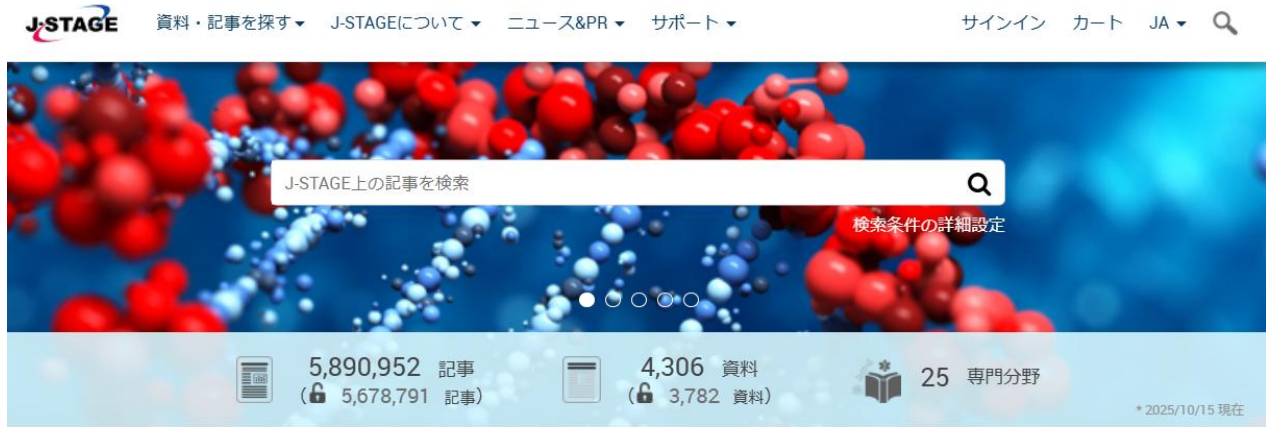 J-STAGE 資料・記事を探す▼ J-STAGEについて ▼ ニュース&PR ▼ サポート ▼ サインイン カート JA ▼
J-STAGE上の記事を検索
検索条件の詳細設定
5,890,952 記事 4,306 資料 25 専門分野
( 5,678,791 記事) ( 3,782 資料)
* 2025/10/15 現在